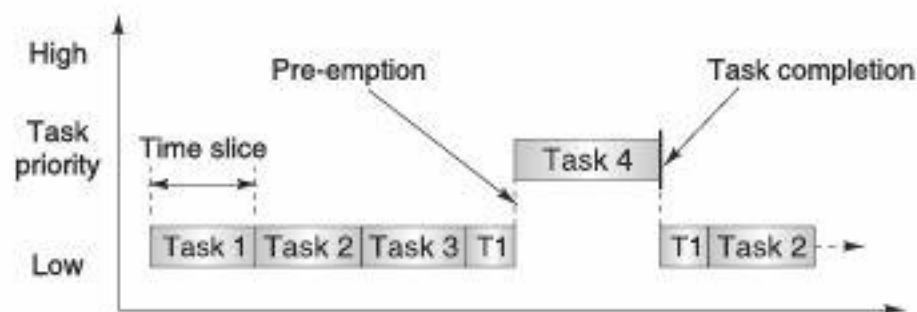 High
Pre-emption
Task completion
Task
priority
Time slice
Task 4
Task 1
Task 2
Task 3
T1
T1
Task 2
Low